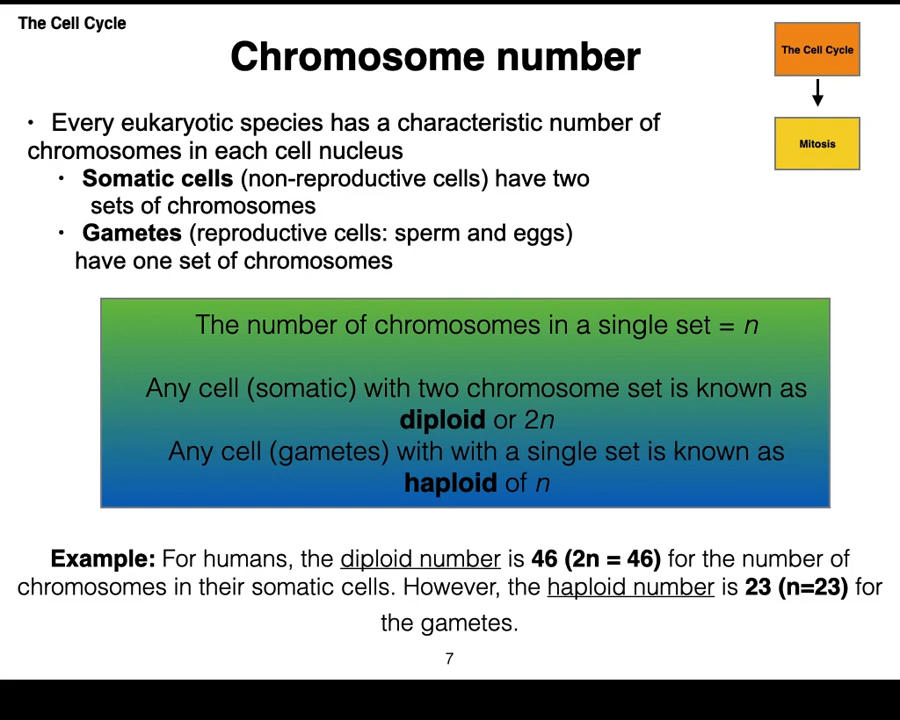 The Cell Cycle
Chromosome number
The Cell Cycle
Mitosis
• Every eukaryotic species has a characteristic number of
chromosomes in each cell nucleus
• Somatic cells (non-reproductive cells) have two
sets of chromosomes
• Gametes (reproductive cells: sperm and eggs)
have one set of chromosomes
The number of chromosomes in a single set = n
Any cell (somatic) with two chromosome set is known as
diploid or 2n
Any cell (gametes) with with a single set is known as
haploid of n
Example: For humans, the diploid number is 46 (2n = 46) for the number of
chromosomes in their somatic cells. However, the haploid number is 23 (n=23) for
the gametes.
7